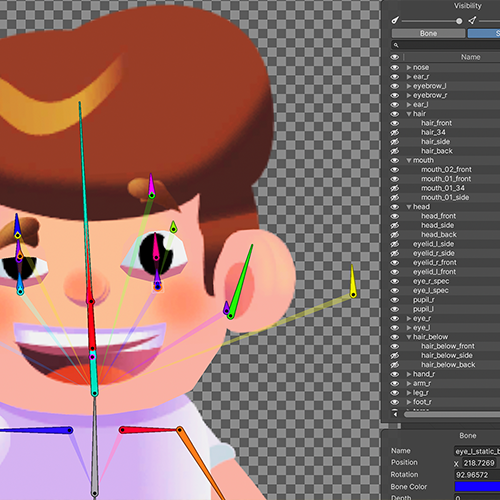 Visibility
Bone
S
Name
nose
ear_r
eyebrow_l
eyebrow_r
ear_l
hair
hair_front
hair_34
hair_side
hair_back
mouth
mouth_02_front
mouth_01_front
mouth_01_34
mouth_01_side
head
head_front
head_side
head_back
eyelid_l_side
eyelid_r_side
eyelid_r_front
eyelid_l_front
eye_r_spec
eye_l_spec
pupil_r
pupil_l
eye_r
eye_l
hair_below
hair_below_front
hair_below_side
hair_below_back
hand_r
arm_r
leg_r
foot_r
Bone
Name eye_l_static_b
Position X 218.7269
Rotation 92.96572
Bone Color
Depth 0